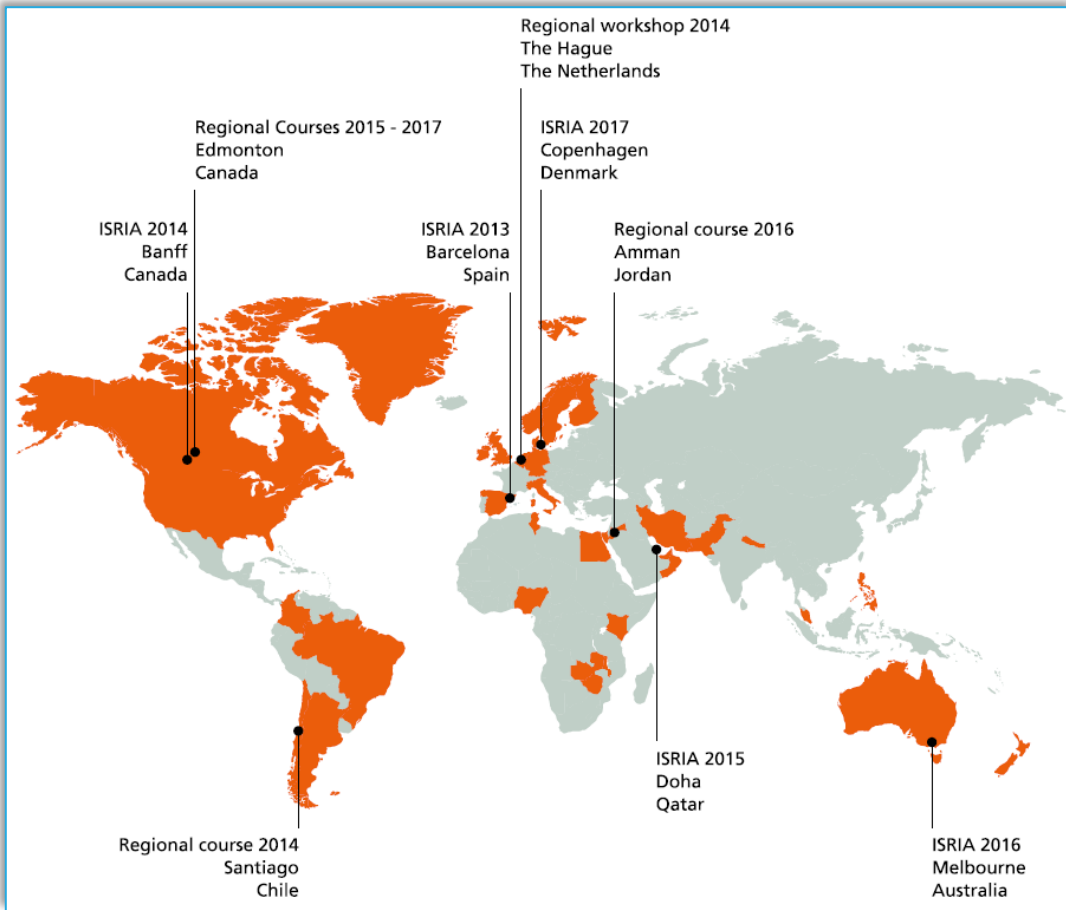 Regional workshop 2014
The Hague
The Netherlands
Regional Courses 2015 - 2017
Edmonton
Canada
ISRIA 2017
Copenhagen
Denmark
ISRIA 2014
Banff
Canada
ISRIA 2013
Barcelona
Spain
Regional course 2016
Amman
Jordan
ISRIA 2015
Doha
Qatar
Regional course 2014
Santiago
Chile
ISRIA 2016
Melbourne
Australia